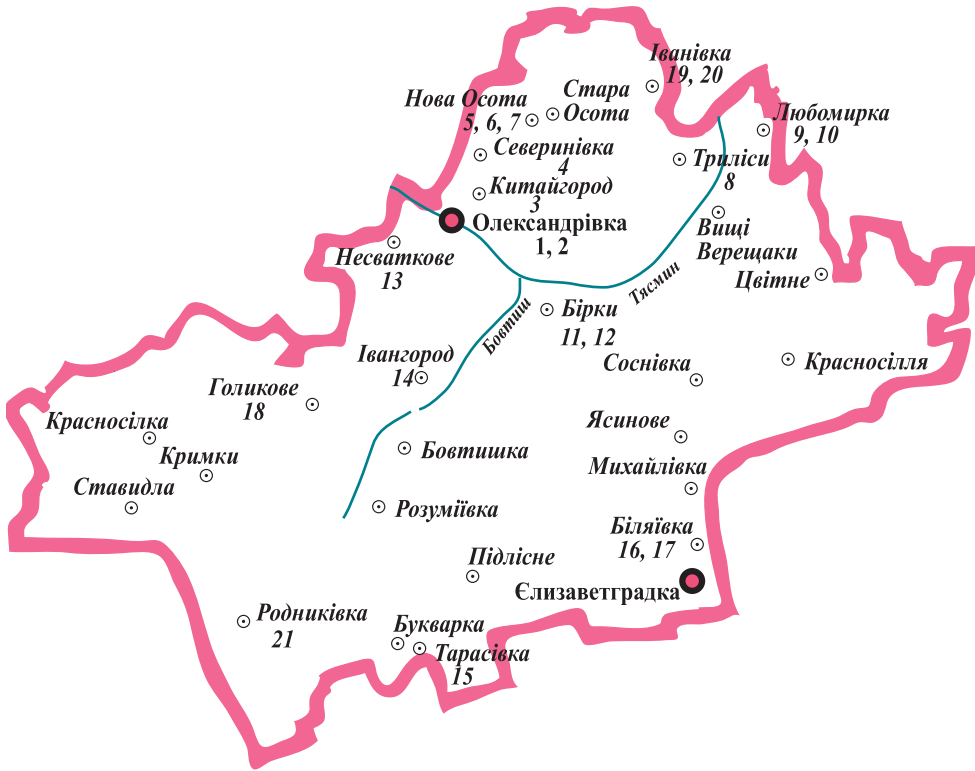 Іванівка
19, 20
Стара
Осота
Нова Осота
5, 6, 7
Любомирка
9, 10
Северинівка
4
Триліси
8
Китайгород
3
Олександрівка
1, 2
Вищі
Верещаки
Несваткове
13
Цвітне
Тясмин
Бовтиш
Бірки
11, 12
Івангород
14
Соснівка
Красносілля
Голикове
18
Красносілка
Ясинове
Кримки
Бовтишка
Михайлівка
Ставидла
Розуміївка
Біляївка
16, 17
Підлісне
Єлизаветградка
Родниківка
21
Букварка
Тарасівка
15